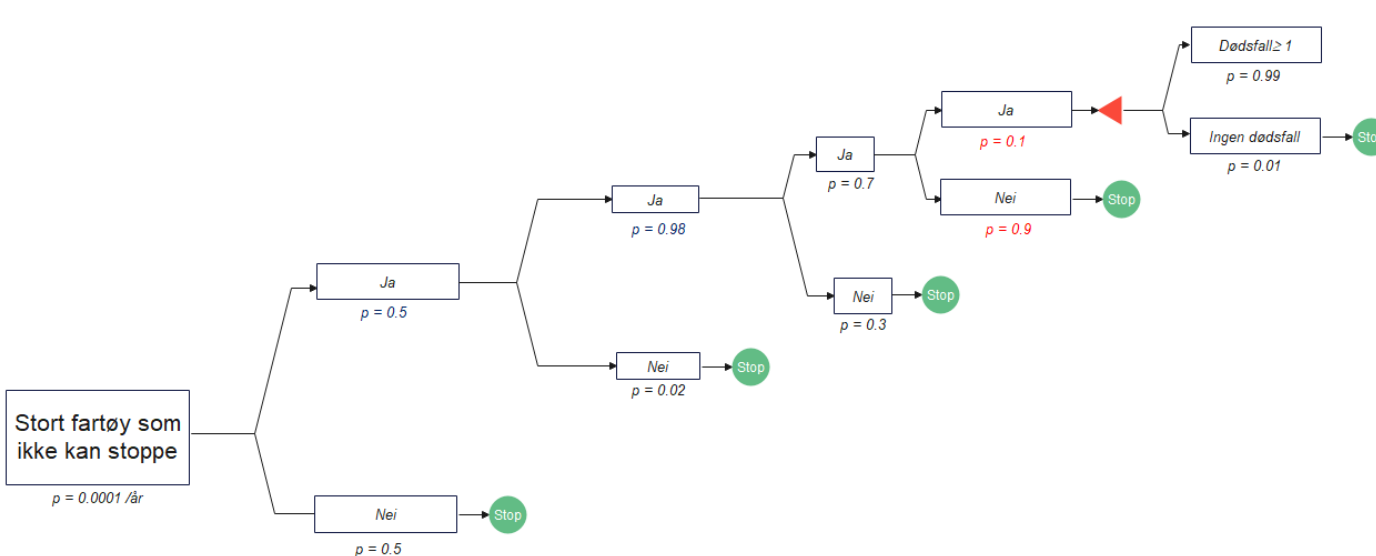 Dødsfall≥ 1
p = 0.99
Ja
p = 0.1
Ingen dødsfall
p = 0.01
Ja
p = 0.7
Nei
Stop
p = 0.9
Ja
p = 0.98
Ja
p = 0.5
Nei
Stop
p = 0.3
Nei
Stop
p = 0.02
Stort fartøy som
ikke kan stoppe
p = 0.0001 /år
Nei
Stop
p = 0.5